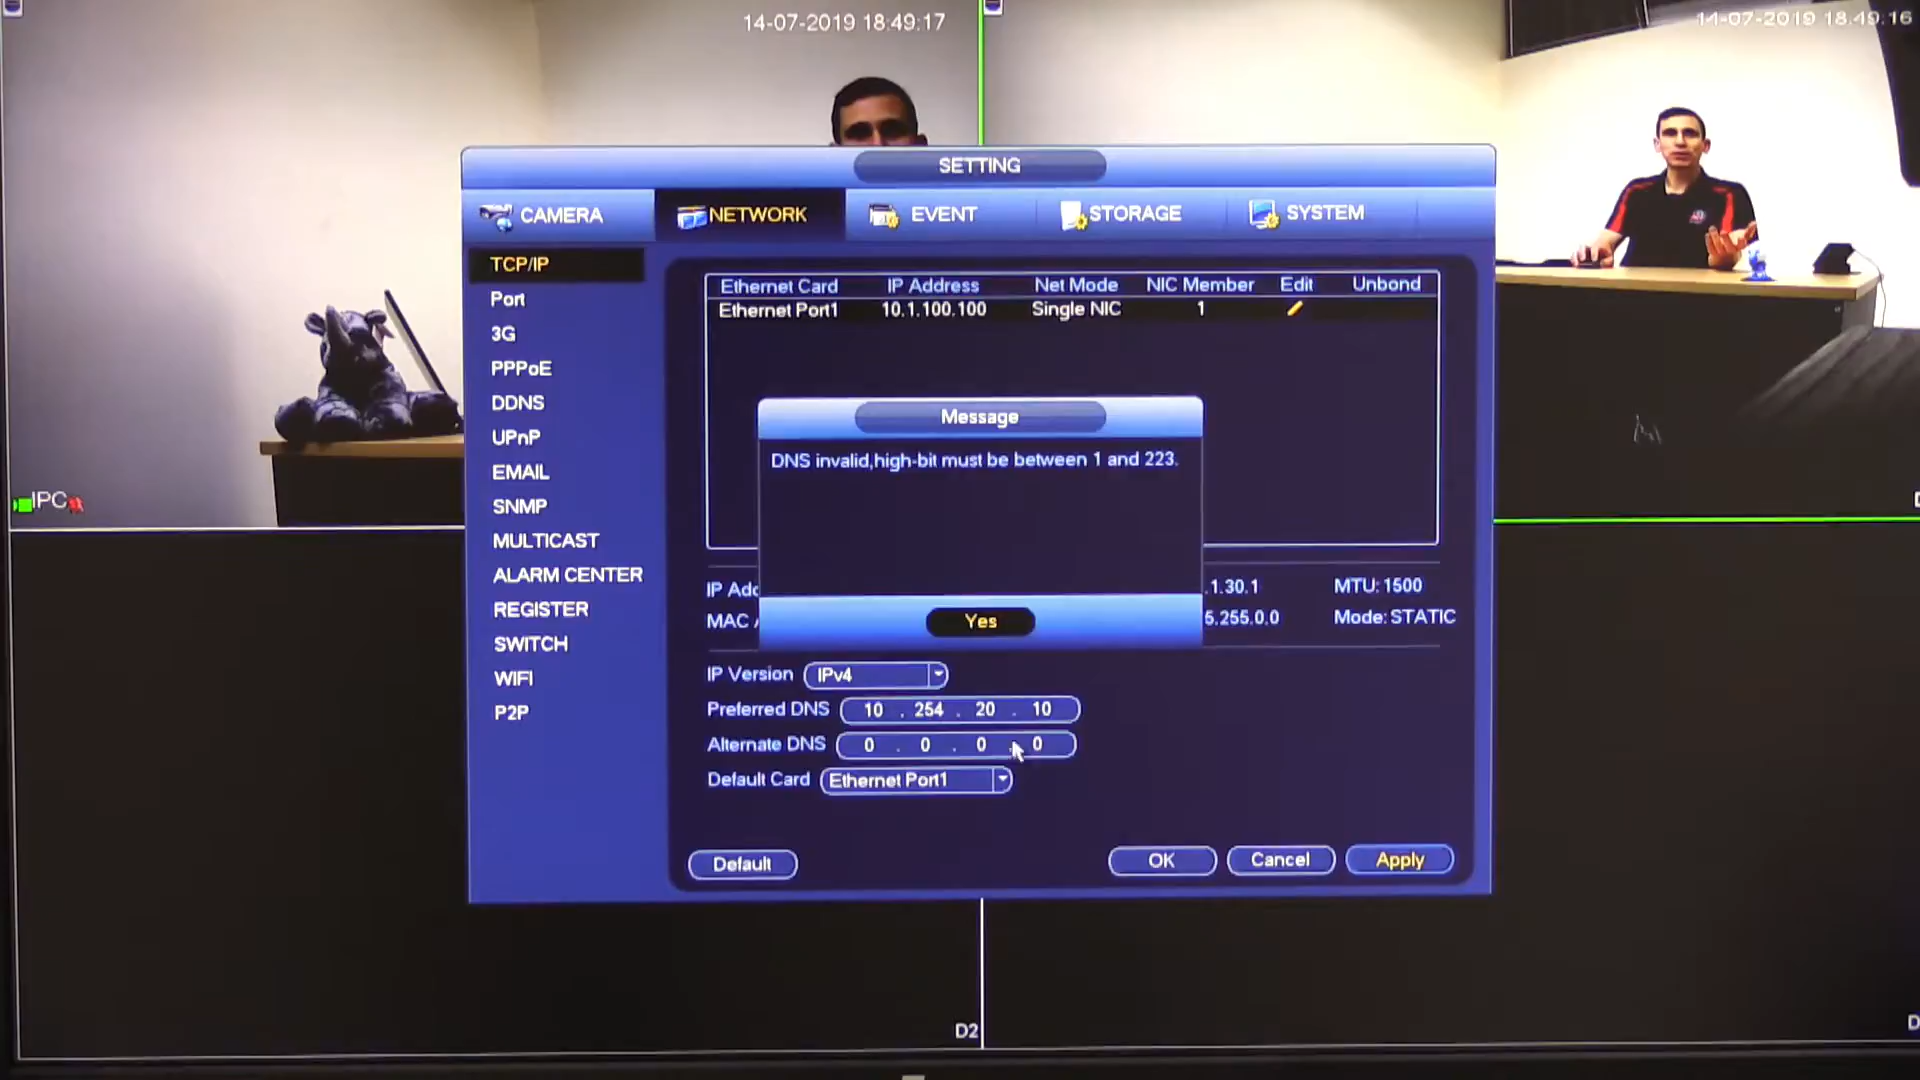 14-07-2019 18:49:17
14-07-2019 18:49:16
SETTING
CAMERA
NETWORK
EVENT
STORAGE
SYSTEM
TCP/IP
Port
3G
PPPoE
DDNS
UPnP
EMAIL
SNMP
MULTICAST
ALARM CENTER
REGISTER
SWITCH
WIFI
P2P
Ethernet Card IP Address Net Mode NIC Member Edit Unbond
Ethernet Port1 10.1.100.100 Single NIC 1
Message
DNS invalid,high-bit must be between 1 and 223.
Yes
IP Add .1.30.1 MTU: 1500
MAC A 5.255.0.0 Mode: STATIC
IP Version IPv4
Preferred DNS 10 . 254 . 20 . 10
Alternate DNS 0 . 0 . 0 . 0
Default Card Ethernet Port1
Default
OK
Cancel
Apply
IPC
D2
D